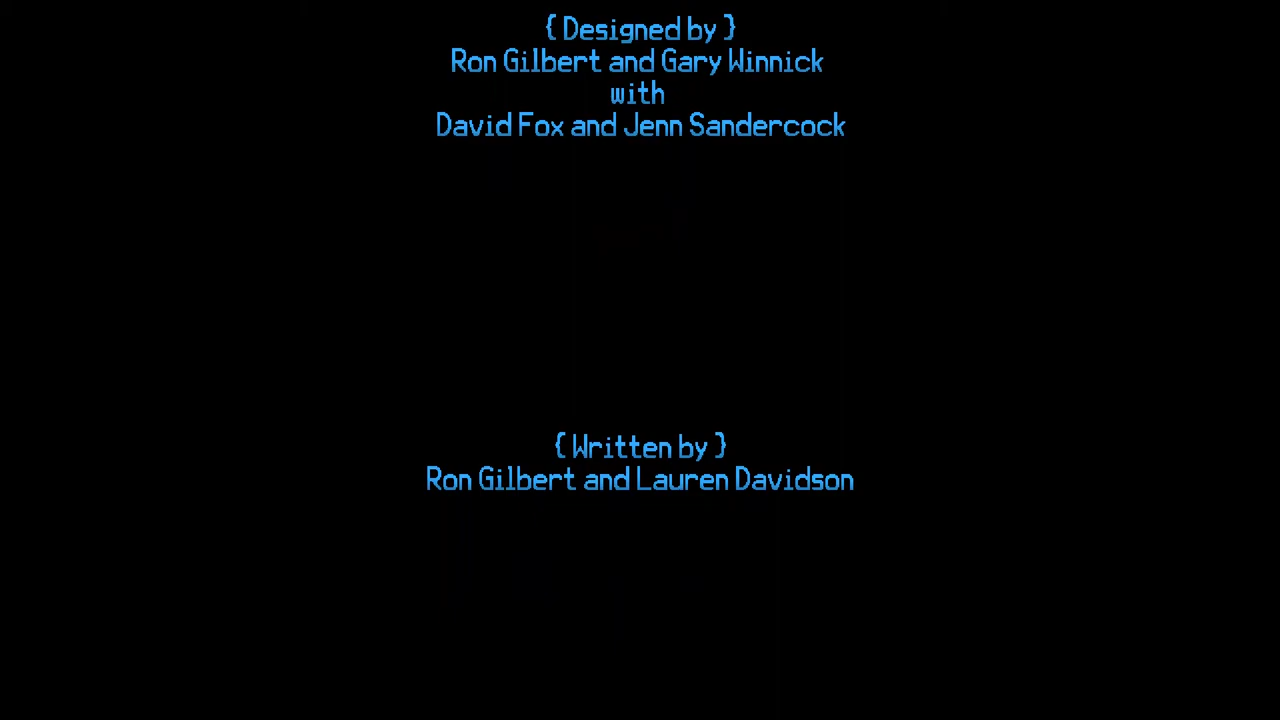 { Designed by }
Ron Gilbert and Gary Winnick
with
David Fox and Jenn Sandercock
{ Written by }
Ron Gilbert and Lauren Davidson